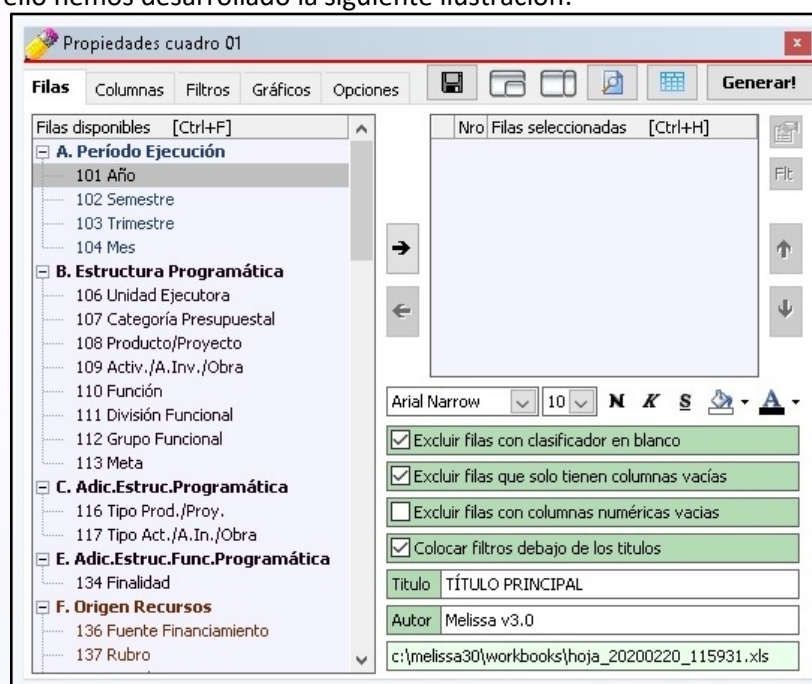 ello hemos desarrollado la siguiente ilustración:
Propiedades cuadro 01
x
Filas Columnas Filtros Gráficos Opciones Generar!
Filas disponibles [Ctrl+F]
A. Período Ejecución
101 Año
102 Semestre
103 Trimestre
104 Mes
B. Estructura Programática
106 Unidad Ejecutora
107 Categoría Presupuestal
108 Producto/Proyecto
109 Activ./A.Inv./Obra
110 Función
111 División Funcional
112 Grupo Funcional
113 Meta
C. Adic.Estruc.Programática
116 Tipo Prod./Proy.
117 Tipo Act./A.In./Obra
E. Adic.Estruc.Func.Programática
134 Finalidad
F. Origen Recursos
136 Fuente Financiamiento
137 Rubro
Nro Filas seleccionadas [Ctrl+H]
Flt
Arial Narrow 10 N K S A
Excluir filas con clasificador en blanco
Excluir filas que solo tienen columnas vacías
Excluir filas con columnas numéricas vacias
Colocar filtros debajo de los titulos
Titulo TÍTULO PRINCIPAL
Autor Melissa v3.0
c:\melissa30\workbooks\hoja_20200220_115931.xls